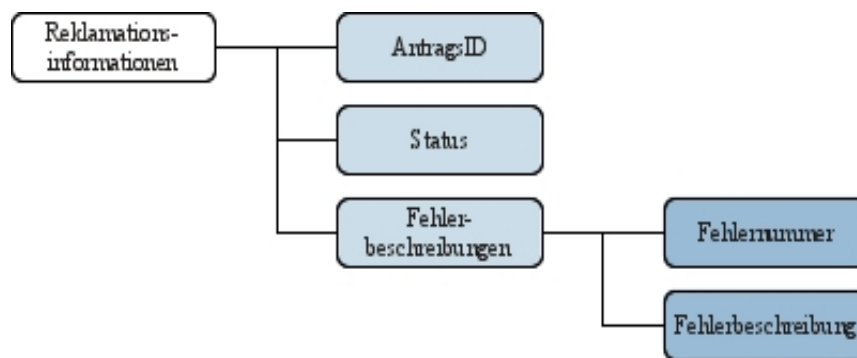 Reklamations-
informationen
AntragsID
Status
Fehler-
beschreibungen
Fehlernummer
Fehlerbeschreibung